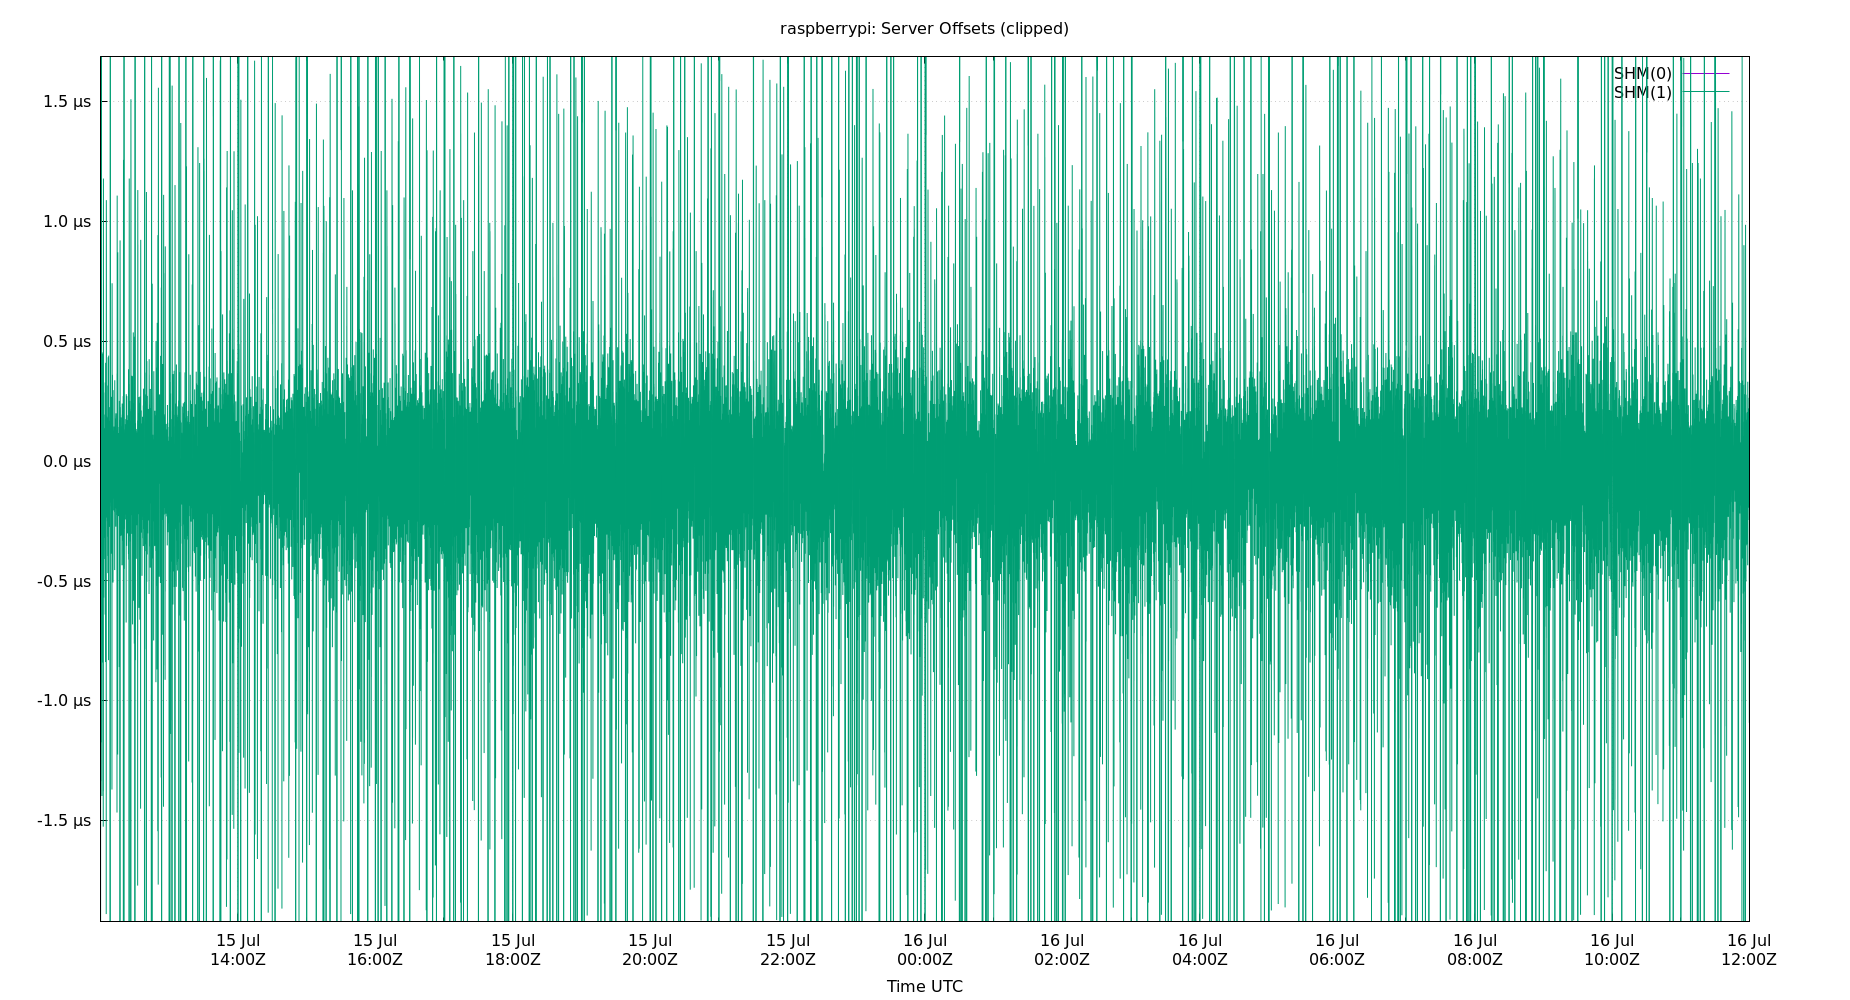 raspberrypi: Server Offsets (clipped)
SHM(0)
SHM(1)
1.5 µs
1.0 µs
0.5 µs
0.0 µs
-0.5 µs
-1.0 µs
-1.5 µs
15 Jul 15 Jul 15 Jul 15 Jul 15 Jul 16 Jul 16 Jul 16 Jul 16 Jul 16 Jul 16 Jul 16 Jul
14:00Z 16:00Z 18:00Z 20:00Z 22:00Z 00:00Z 02:00Z 04:00Z 06:00Z 08:00Z 10:00Z 12:00Z
Time UTC